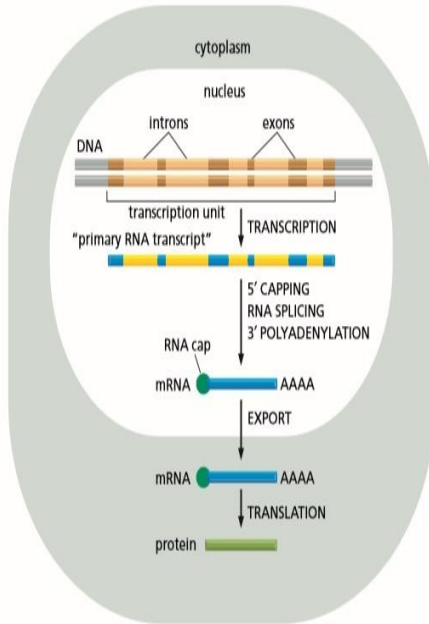 cytoplasm
nucleus
introns exons
DNA
transcription unit
TRANSCRIPTION
“primary RNA transcript”
5′ CAPPING
RNA SPLICING
3′ POLYADENYLATION
RNA cap
mRNA AAAA
EXPORT
mRNA AAAA
TRANSLATION
protein